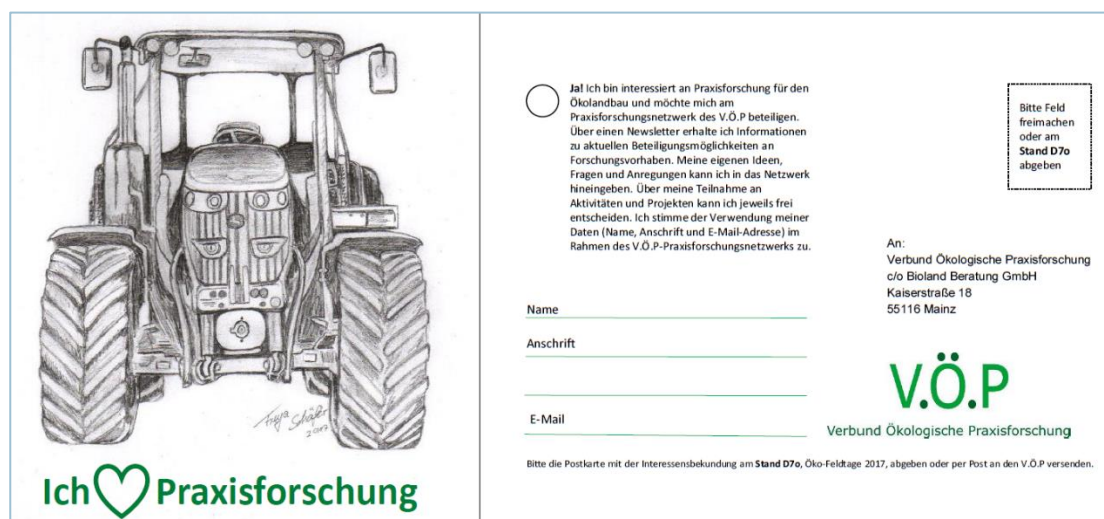 Freya
Schäfer
2017
Ich Praxisforschung
Ja! Ich bin interessiert an Praxisforschung für den
Ökolandbau und möchte mich am
Praxisforschungsnetzwerk des V.Ö.P beteiligen.
Über einen Newsletter erhalte ich Informationen
zu aktuellen Beteiligungsmöglichkeiten an
Forschungsvorhaben. Meine eigenen Ideen,
Fragen und Anregungen kann ich in das Netzwerk
hineingeben. Über meine Teilnahme an
Aktivitäten und Projekten kann ich jeweils frei
entscheiden. Ich stimme der Verwendung meiner
Daten (Name, Anschrift und E-Mail-Adresse) im
Rahmen des V.Ö.P-Praxisforschungsnetzwerks zu.
Bitte Feld
freimachen
oder am
Stand D7o
abgeben
An:
Verbund Ökologische Praxisforschung
c/o Bioland Beratung GmbH
Kaiserstraße 18
55116 Mainz
Name
Anschrift
E-Mail
V.Ö.P
Verbund Ökologische Praxisforschung
Bitte die Postkarte mit der Interessensbekundung am Stand D7o, Öko-Feldtage 2017, abgeben oder per Post an den V.Ö.P versenden.